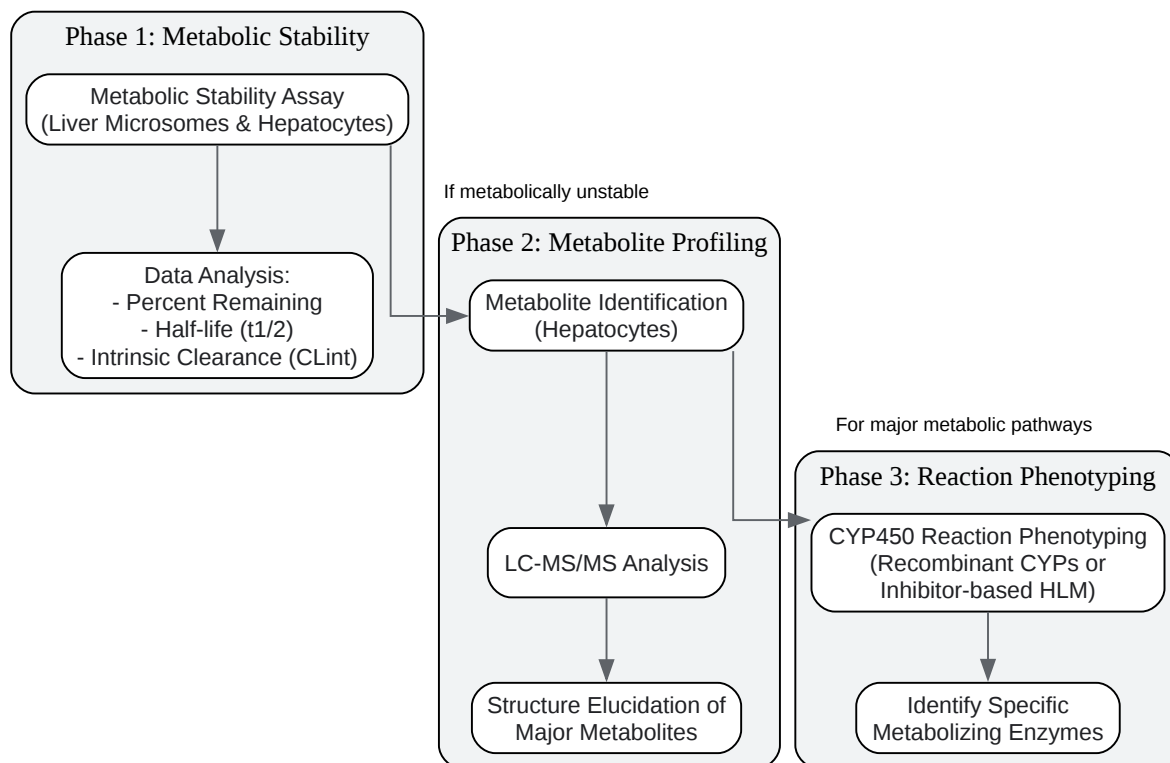 Phase 1: Metabolic Stability
Metabolic Stability Assay
(Liver Microsomes & Hepatocytes)
Data Analysis:
- Percent Remaining
- Half-life (t1/2)
- Intrinsic Clearance (CLint)
If metabolically unstable
Phase 2: Metabolite Profiling
Metabolite Identification
(Hepatocytes)
LC-MS/MS Analysis
Structure Elucidation of
Major Metabolites
For major metabolic pathways
Phase 3: Reaction Phenotyping
CYP450 Reaction Phenotyping
(Recombinant CYPs or
Inhibitor-based HLM)
Identify Specific
Metabolizing Enzymes